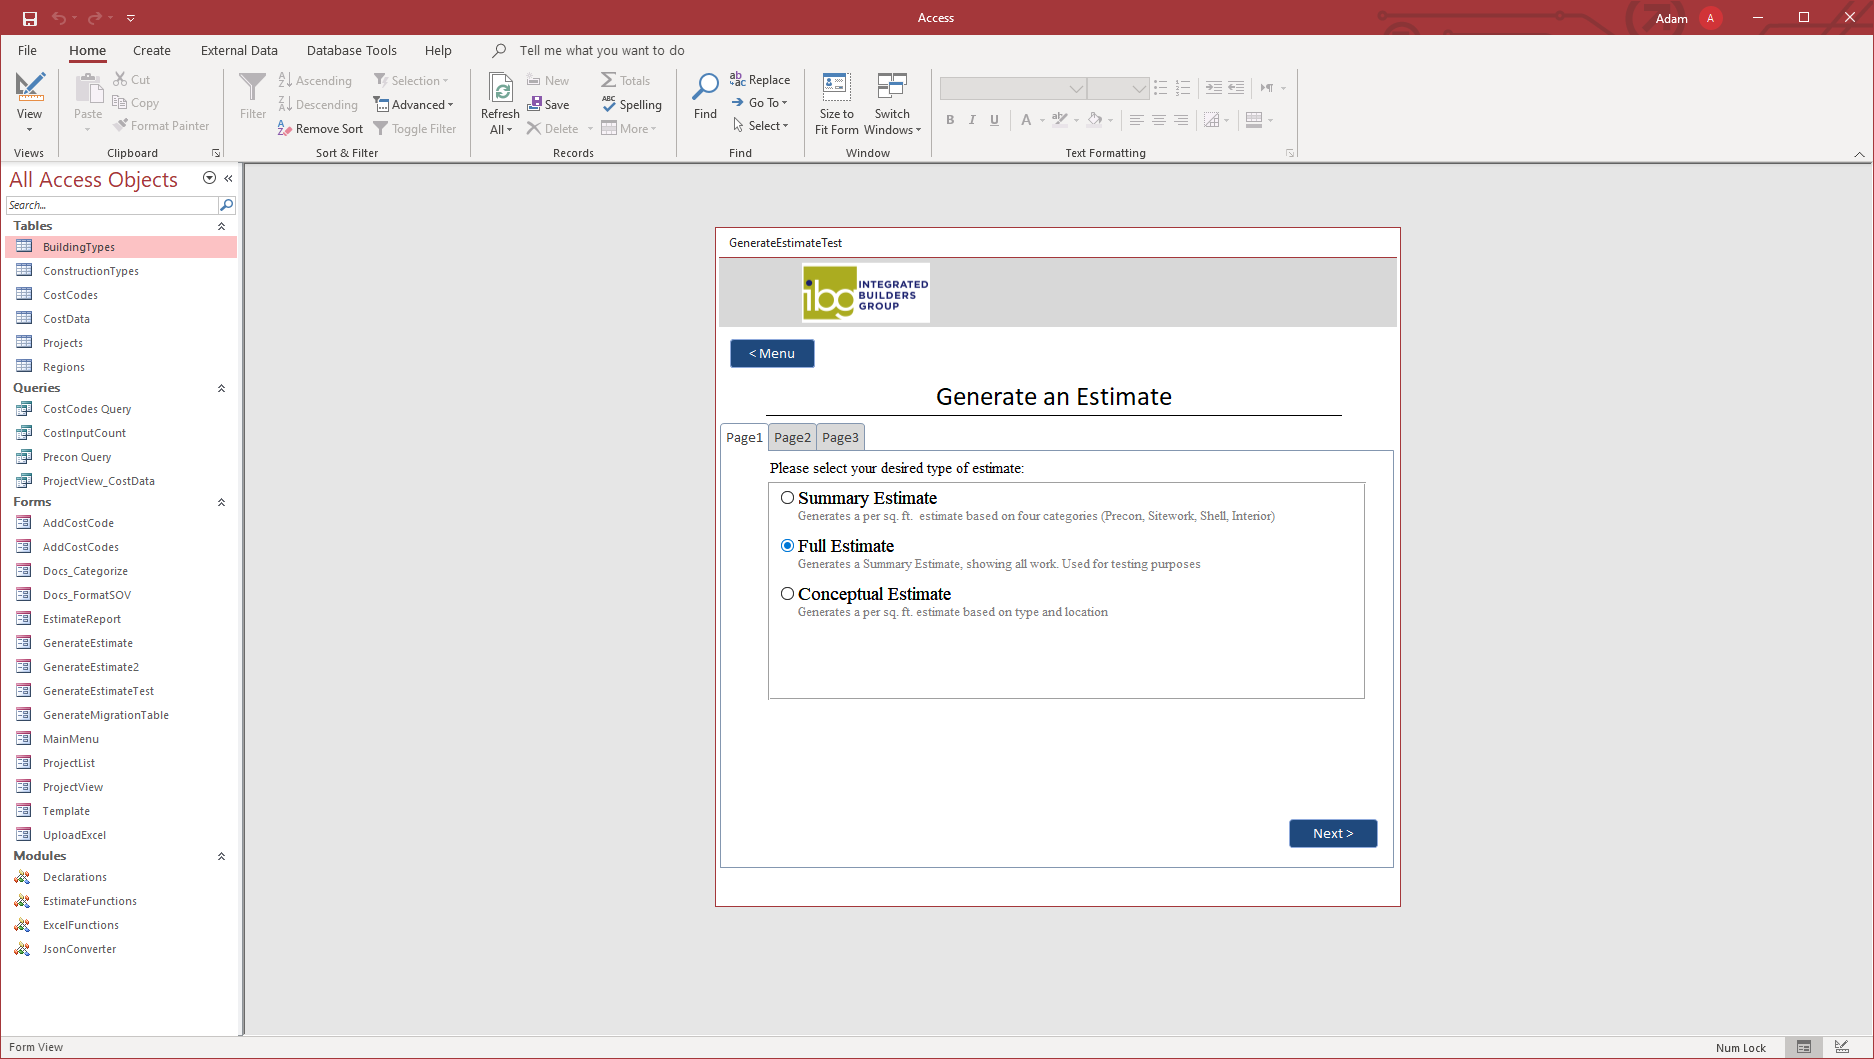 Access
Adam
A
File
Home
Create
External Data
Database Tools
Help
Tell me what you want to do
View
Views
Paste
Cut
Copy
Format Painter
Clipboard
Filter
Ascending
Descending
Remove Sort
Selection
Advanced
Toggle Filter
Sort & Filter
Refresh
All
New
Save
Delete
Totals
Spelling
More
Records
Find
Replace
Go To
Select
Find
Size to
Fit Form
Switch
Windows
Window
B I U A
Text Formatting
All Access Objects
Search...
Tables
BuildingTypes
ConstructionTypes
CostCodes
CostData
Projects
Regions
Queries
CostCodes Query
CostInputCount
Precon Query
ProjectView_CostData
Forms
AddCostCode
AddCostCodes
Docs_Categorize
Docs_FormatSOV
EstimateReport
GenerateEstimate
GenerateEstimate2
GenerateEstimateTest
GenerateMigrationTable
MainMenu
ProjectList
ProjectView
Template
UploadExcel
Modules
Declarations
EstimateFunctions
ExcelFunctions
JsonConverter
GenerateEstimateTest
ibg
INTEGRATED
BUILDERS
GROUP
< Menu
Generate an Estimate
Page1 Page2 Page3
Please select your desired type of estimate:
Summary Estimate
Generates a per sq. ft. estimate based on four categories (Precon, Sitework, Shell, Interior)
Full Estimate
Generates a Summary Estimate, showing all work. Used for testing purposes
Conceptual Estimate
Generates a per sq. ft. estimate based on type and location
Next >
Form View
Num Lock